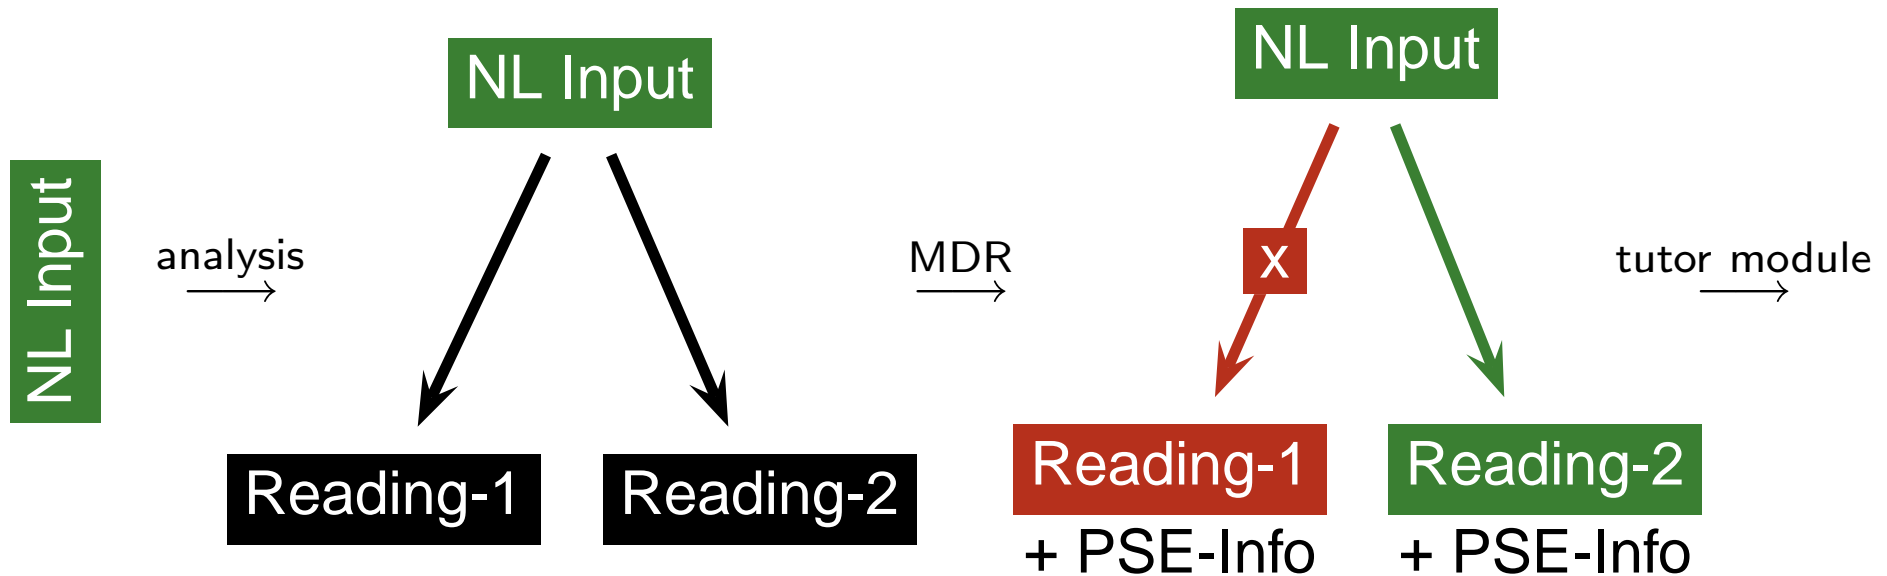 NL Input
analysis
NL Input
Reading-1
Reading-2
MDR
NL Input
x
Reading-1
+ PSE-Info
Reading-2
+ PSE-Info
tutor module